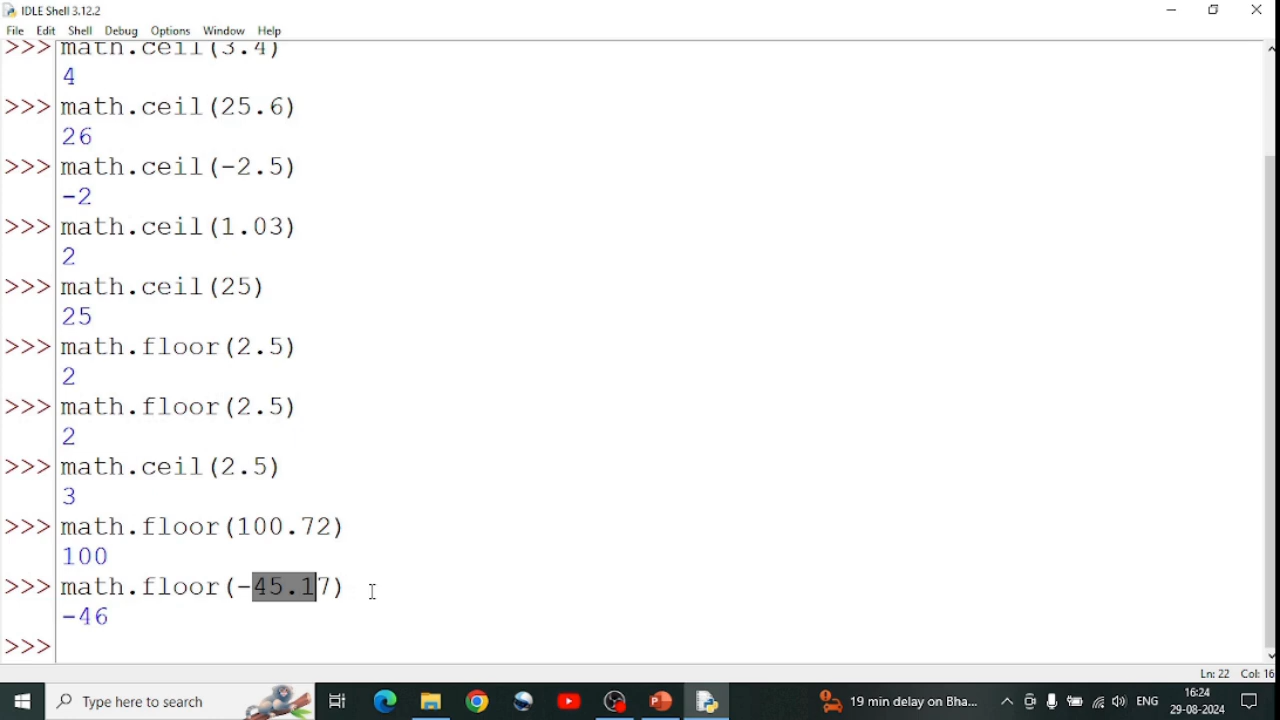 IDLE Shell 3.12.2
File Edit Shell Debug Options Window Help
>>> math.ceil(3.4)
4
>>> math.ceil(25.6)
26
>>> math.ceil(-2.5)
-2
>>> math.ceil(1.03)
2
>>> math.ceil(25)
25
>>> math.floor(2.5)
2
>>> math.floor(2.5)
2
>>> math.ceil(2.5)
3
>>> math.floor(100.72)
100
>>> math.floor(-45.17)
-46
>>>
Ln: 22 Col: 16
Type here to search
19 min delay on Bha...
ENG
16:24
29-08-2024